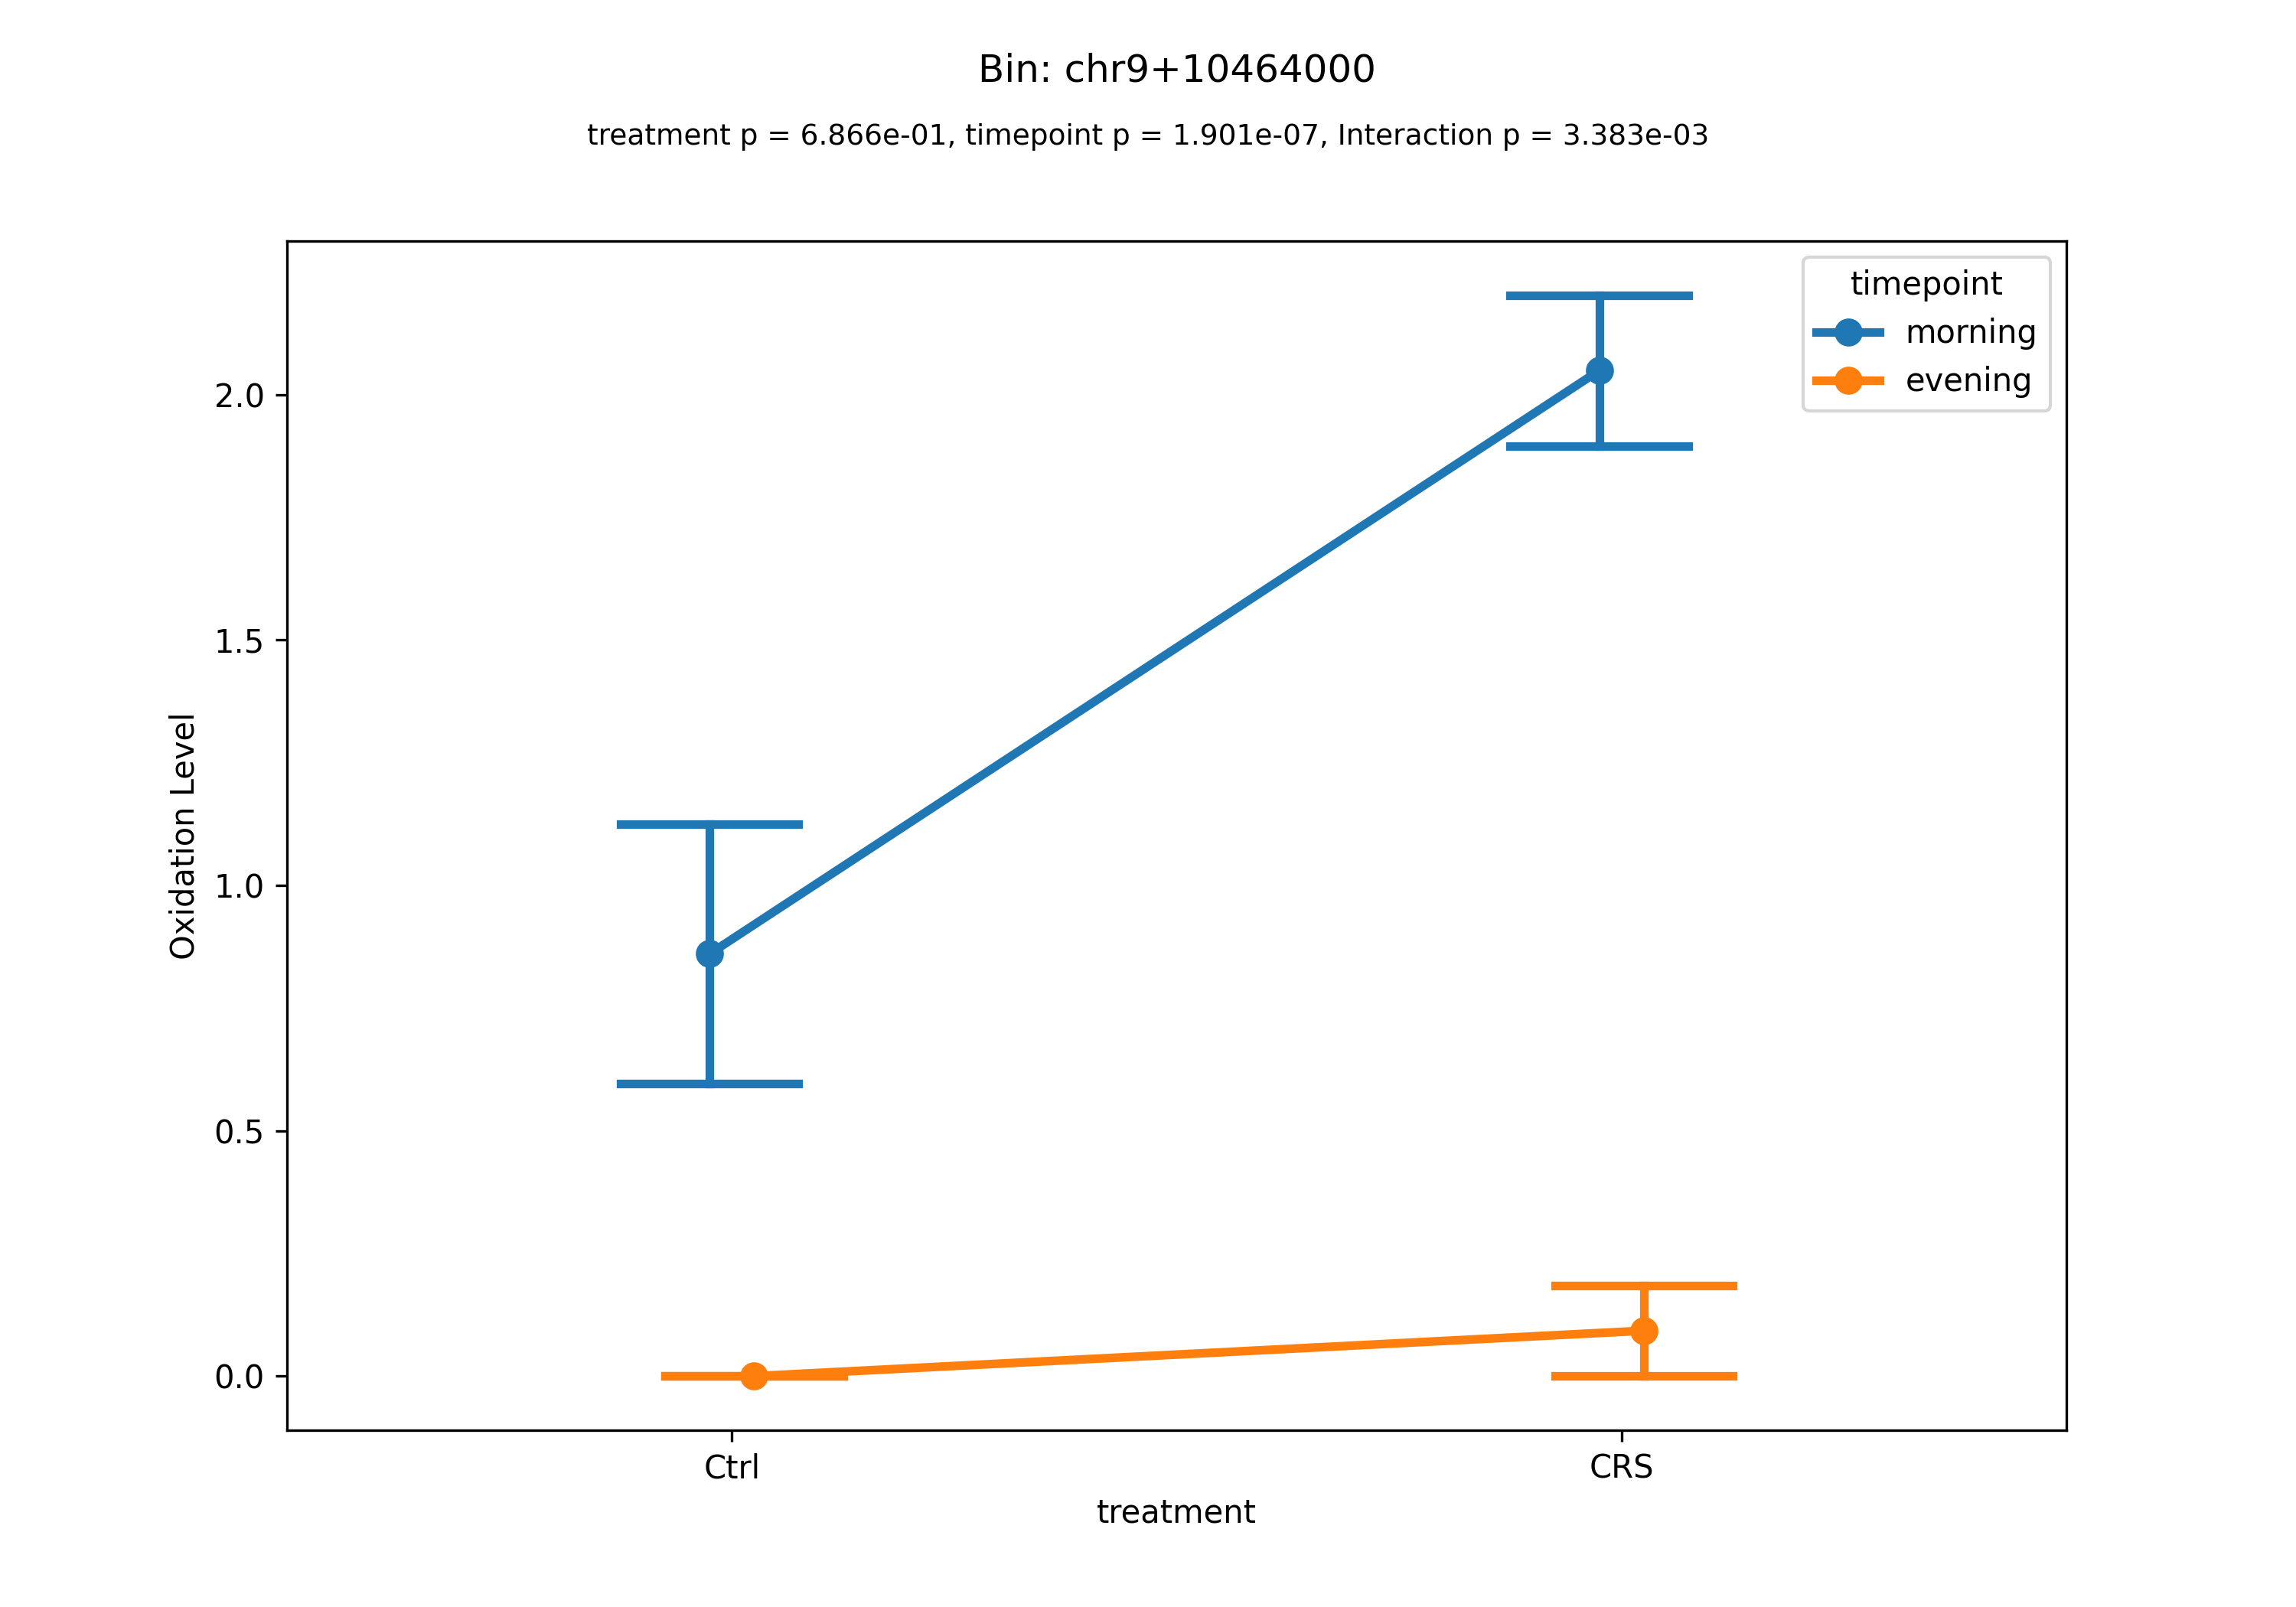 Bin: chr9+10464000
treatment p = 6.866e-01, timepoint p = 1.901e-07, Interaction p = 3.383e-03
timepoint
morning
evening
2.0
1.5
1.0
0.5
0.0
Oxidation Level
Ctrl
CRS
treatment